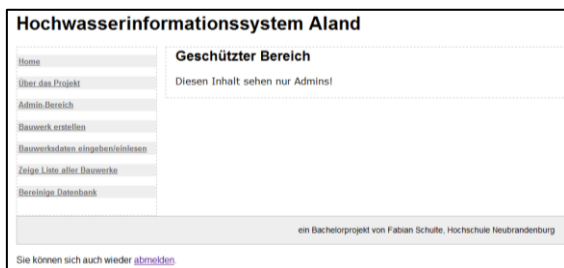 Hochwasserinformationssystem Aland
Home
Über das Projekt
Admin Bereich
Bauwerk erstellen
Bauwerksdaten eingeben/einlesen
Zeige Liste aller Bauwerke
Bereinige Datenbank
Geschützter Bereich
Diesen Inhalt sehen nur Admins!
ein Bachelorprojekt von Fabian Schulte, Hochschule Neubrandenburg
Sie können sich auch wieder abmelden.